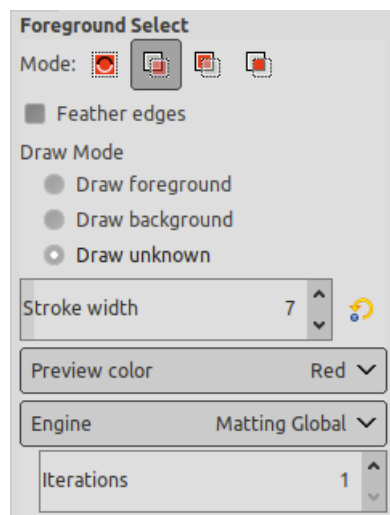 Foreground Select
Mode:
Feather edges
Draw Mode
Draw foreground
Draw background
Draw unknown
Stroke width 7
Preview color Red
Engine Matting Global
Iterations 1